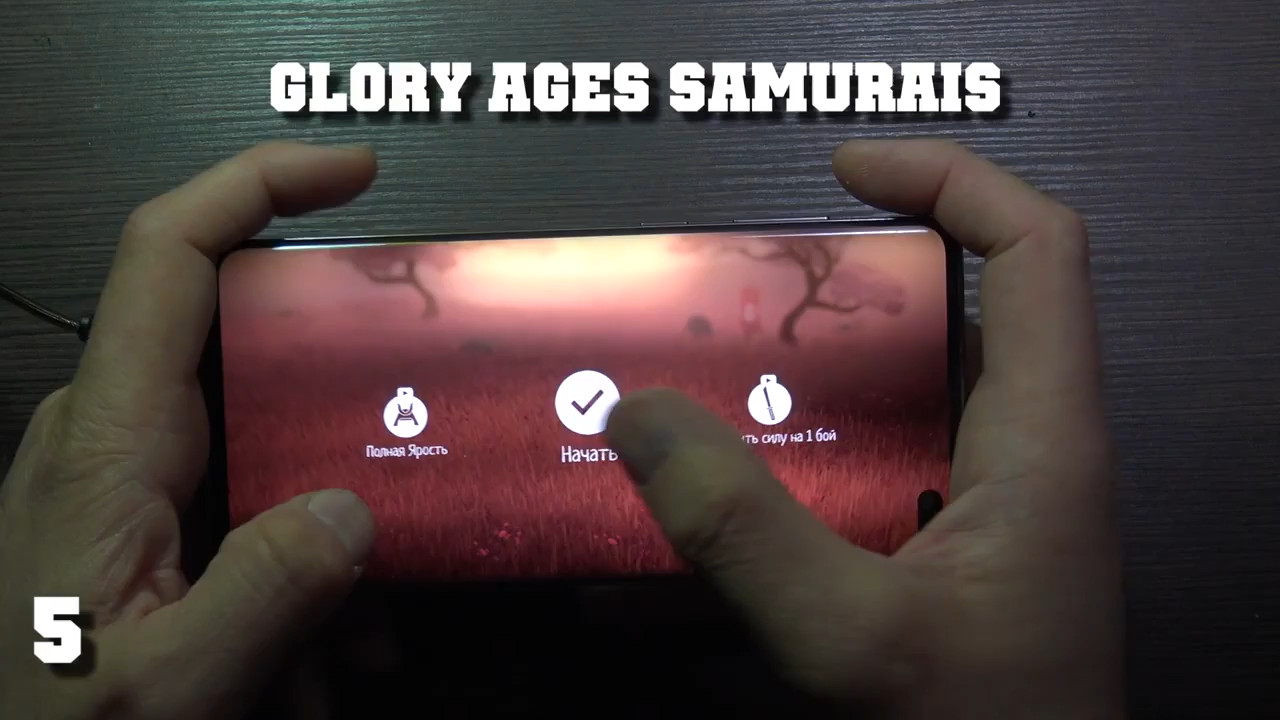 GLORY AGES SAMURAIS
Полная Ярость
Начать
силу на 1 бой
5